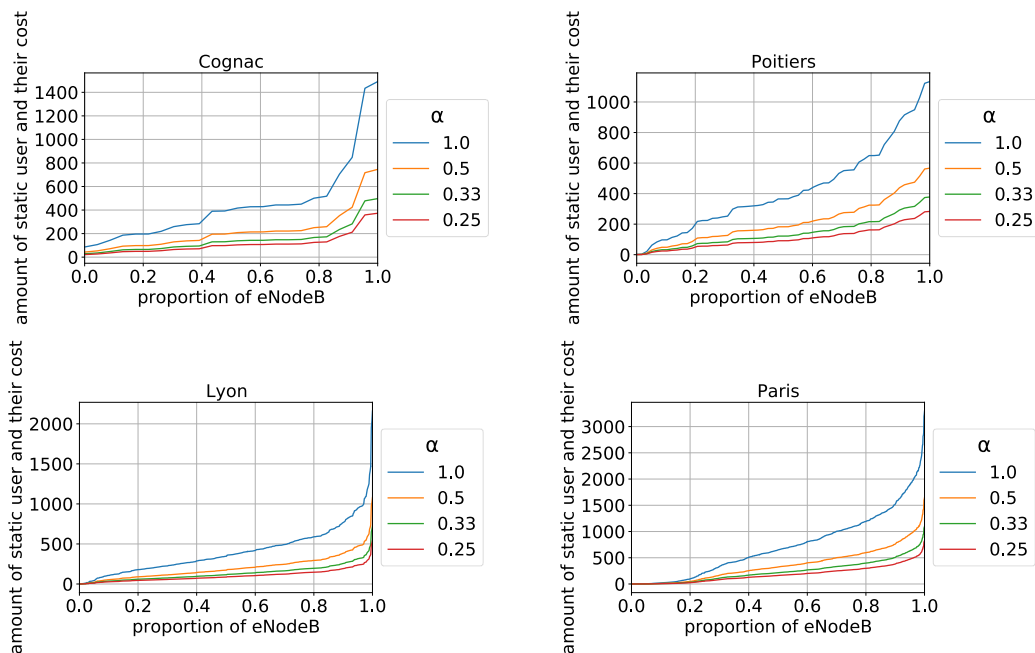 Cognac
amount of static user and their cost
1400
1200
1000
800
600
400
200
0
0.0 0.2 0.4 0.6 0.8 1.0
proportion of eNodeB
α
1.0
0.5
0.33
0.25
Poitiers
amount of static user and their cost
1000
800
600
400
200
0
0.0 0.2 0.4 0.6 0.8 1.0
proportion of eNodeB
α
1.0
0.5
0.33
0.25
Lyon
amount of static user and their cost
2000
1500
1000
500
0
0.0 0.2 0.4 0.6 0.8 1.0
proportion of eNodeB
α
1.0
0.5
0.33
0.25
Paris
amount of static user and their cost
3000
2500
2000
1500
1000
500
0
0.0 0.2 0.4 0.6 0.8 1.0
proportion of eNodeB
α
1.0
0.5
0.33
0.25